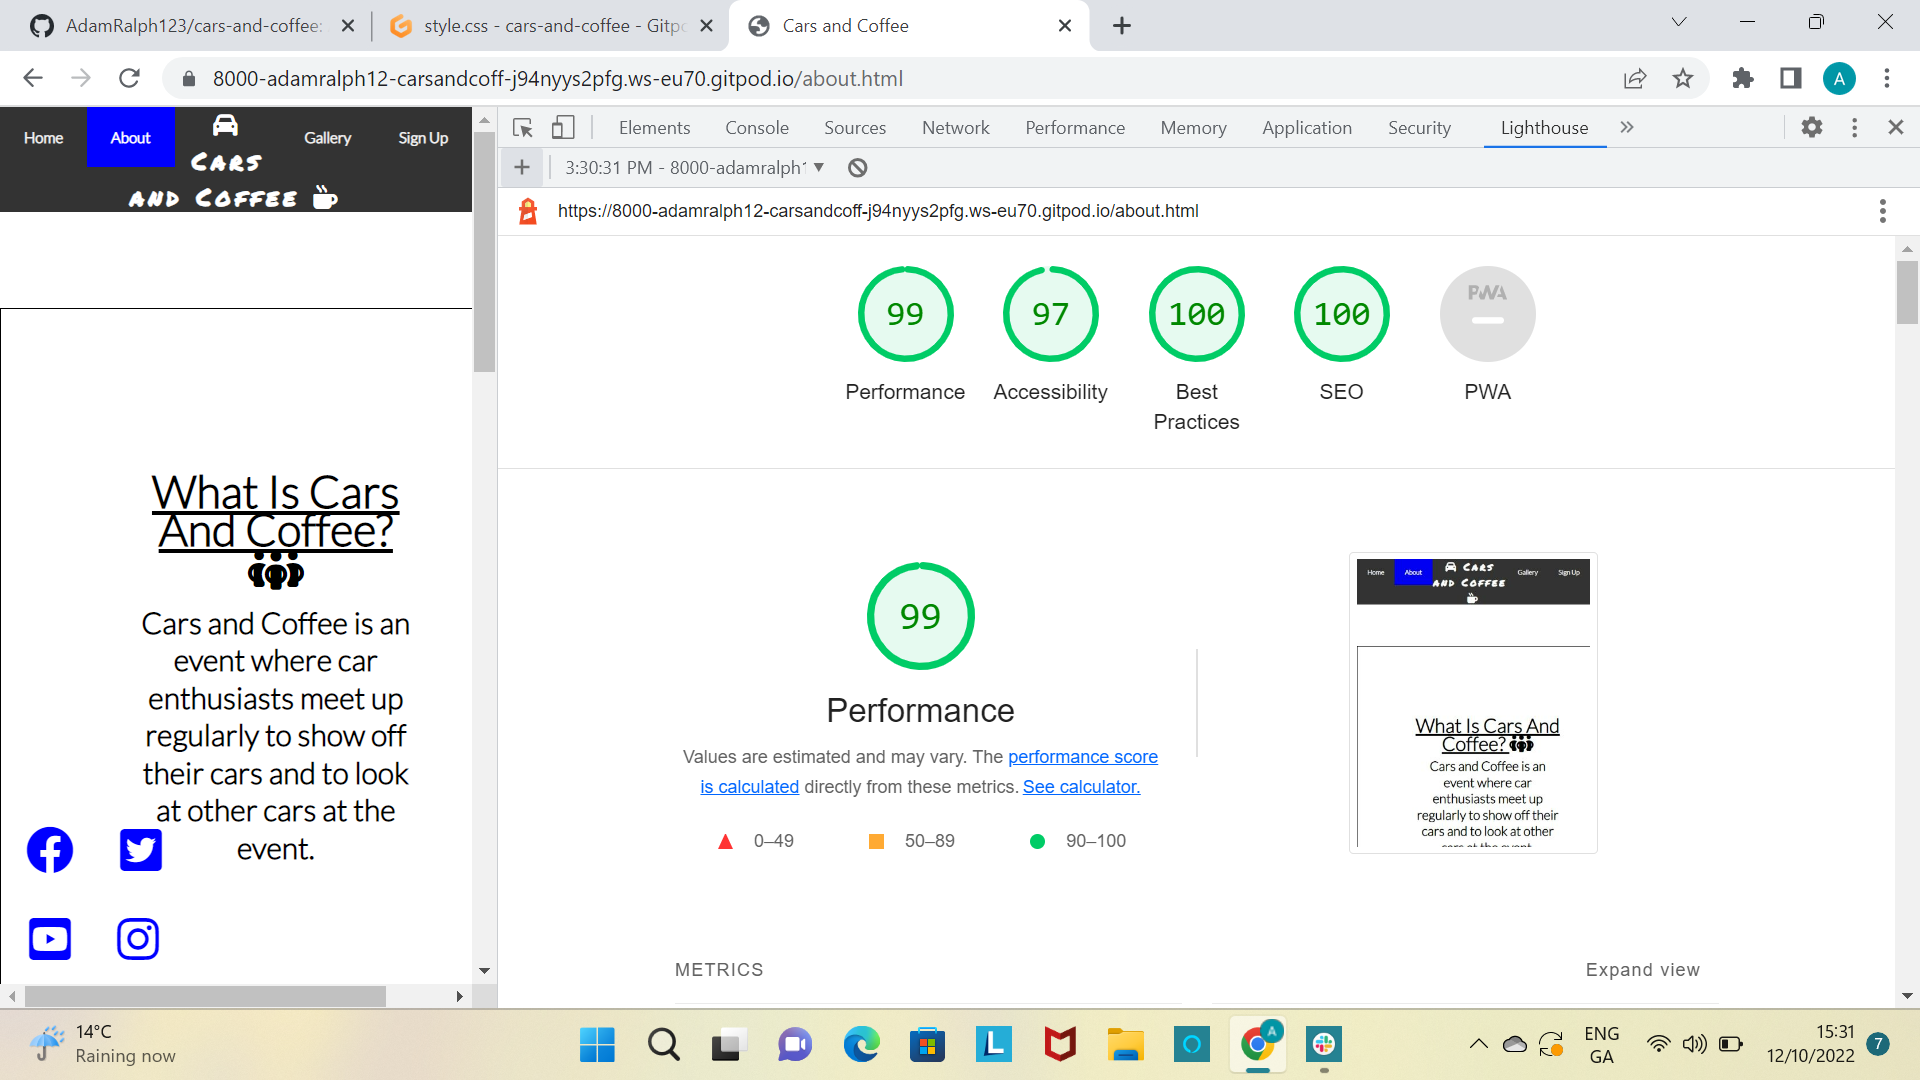 AdamRalph123/cars-and-coffee:
style.css - cars-and-coffee - Gitpo
Cars and Coffee
8000-adamralph12-carsandcoff-j94nyys2pfg.ws-eu70.gitpod.io/about.html
A
Home
About
Cars
and Coffee
Gallery
Sign Up
What Is Cars
And Coffee?
Cars and Coffee is an
event where car
enthusiasts meet up
regularly to show off
their cars and to look
at other cars at the
event.
Elements
Console
Sources
Network
Performance
Memory
Application
Security
Lighthouse
3:30:31 PM - 8000-adamralph1
https://8000-adamralph12-carsandcoff-j94nyys2pfg.ws-eu70.gitpod.io/about.html
99
97
100
100
PWA
Performance
Accessibility
Best
Practices
SEO
PWA
99
Performance
Values are estimated and may vary. The performance score
is calculated directly from these metrics. See calculator.
0–49
50–89
90–100
Home
About
Cars
and Coffee
Gallery
Sign Up
What Is Cars And
Coffee?
Cars and Coffee is an
event where car
enthusiasts meet up
regularly to show off their
cars and to look at other
cars at the event.
METRICS
Expand view
14°C
Raining now
L
A
ENG
GA
15:31
12/10/2022
7